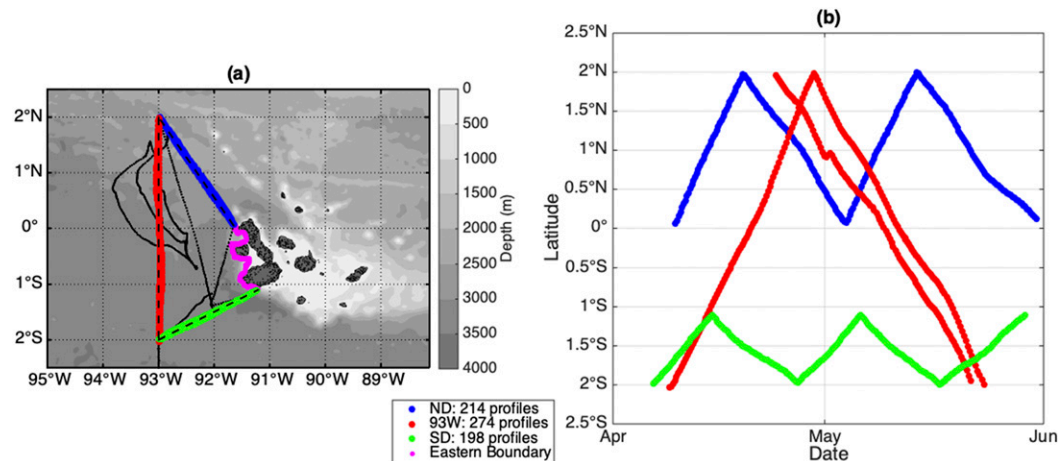 (a)
2°N
1°N
0°
1°S
2°S
95°W 94°W 93°W 92°W 91°W 90°W 89°W
0
500
1000
1500
2000
2500
3000
3500
4000
Depth (m)
ND: 214 profiles
93W: 274 profiles
SD: 198 profiles
Eastern Boundary
(b)
2.5°N
2°N
1.5°N
1°N
0.5°N
0°
0.5°S
1°S
1.5°S
2°S
2.5°S
Latitude
Apr May Jun
Date